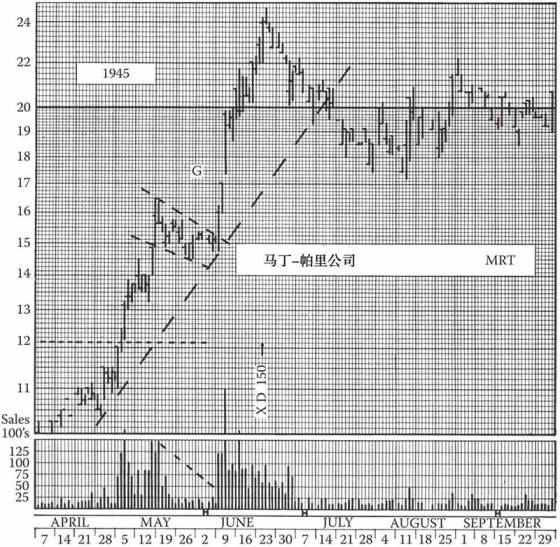 24
22
1945
20
19
18
17
G
16
15
马丁-帕里公司 MRT
14
13
12
11
X D 150
Sales
100's
125
100
75
50
25
APRIL MAY JUNE JULY AUGUST SEPTEMBER
7 14 21 28 5 12 19 26 2 9 16 23 30 7 14 21 28 4 11 18 25 1 8 15 22 29